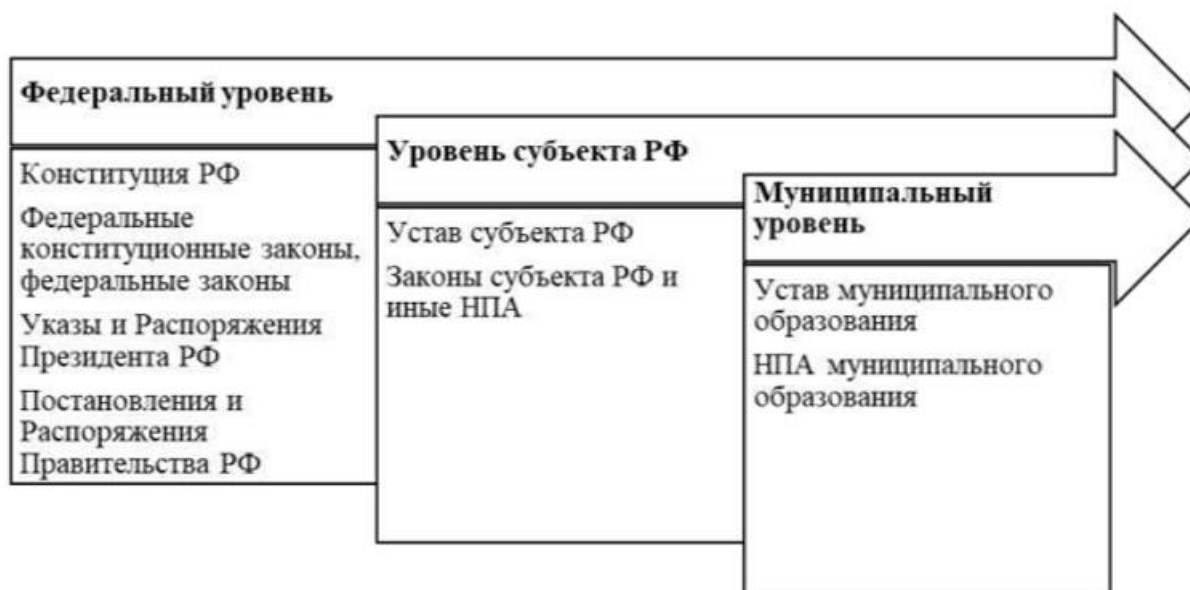 Федеральный уровень
Конституция РФ
Федеральные
конституционные законы,
федеральные законы
Указы и Распоряжения
Президента РФ
Постановления и
Распоряжения
Правительства РФ
Уровень субъекта РФ
Устав субъекта РФ
Законы субъекта РФ и
иные НПА
Муниципальный
уровень
Устав муниципального
образования
НПА муниципального
образования